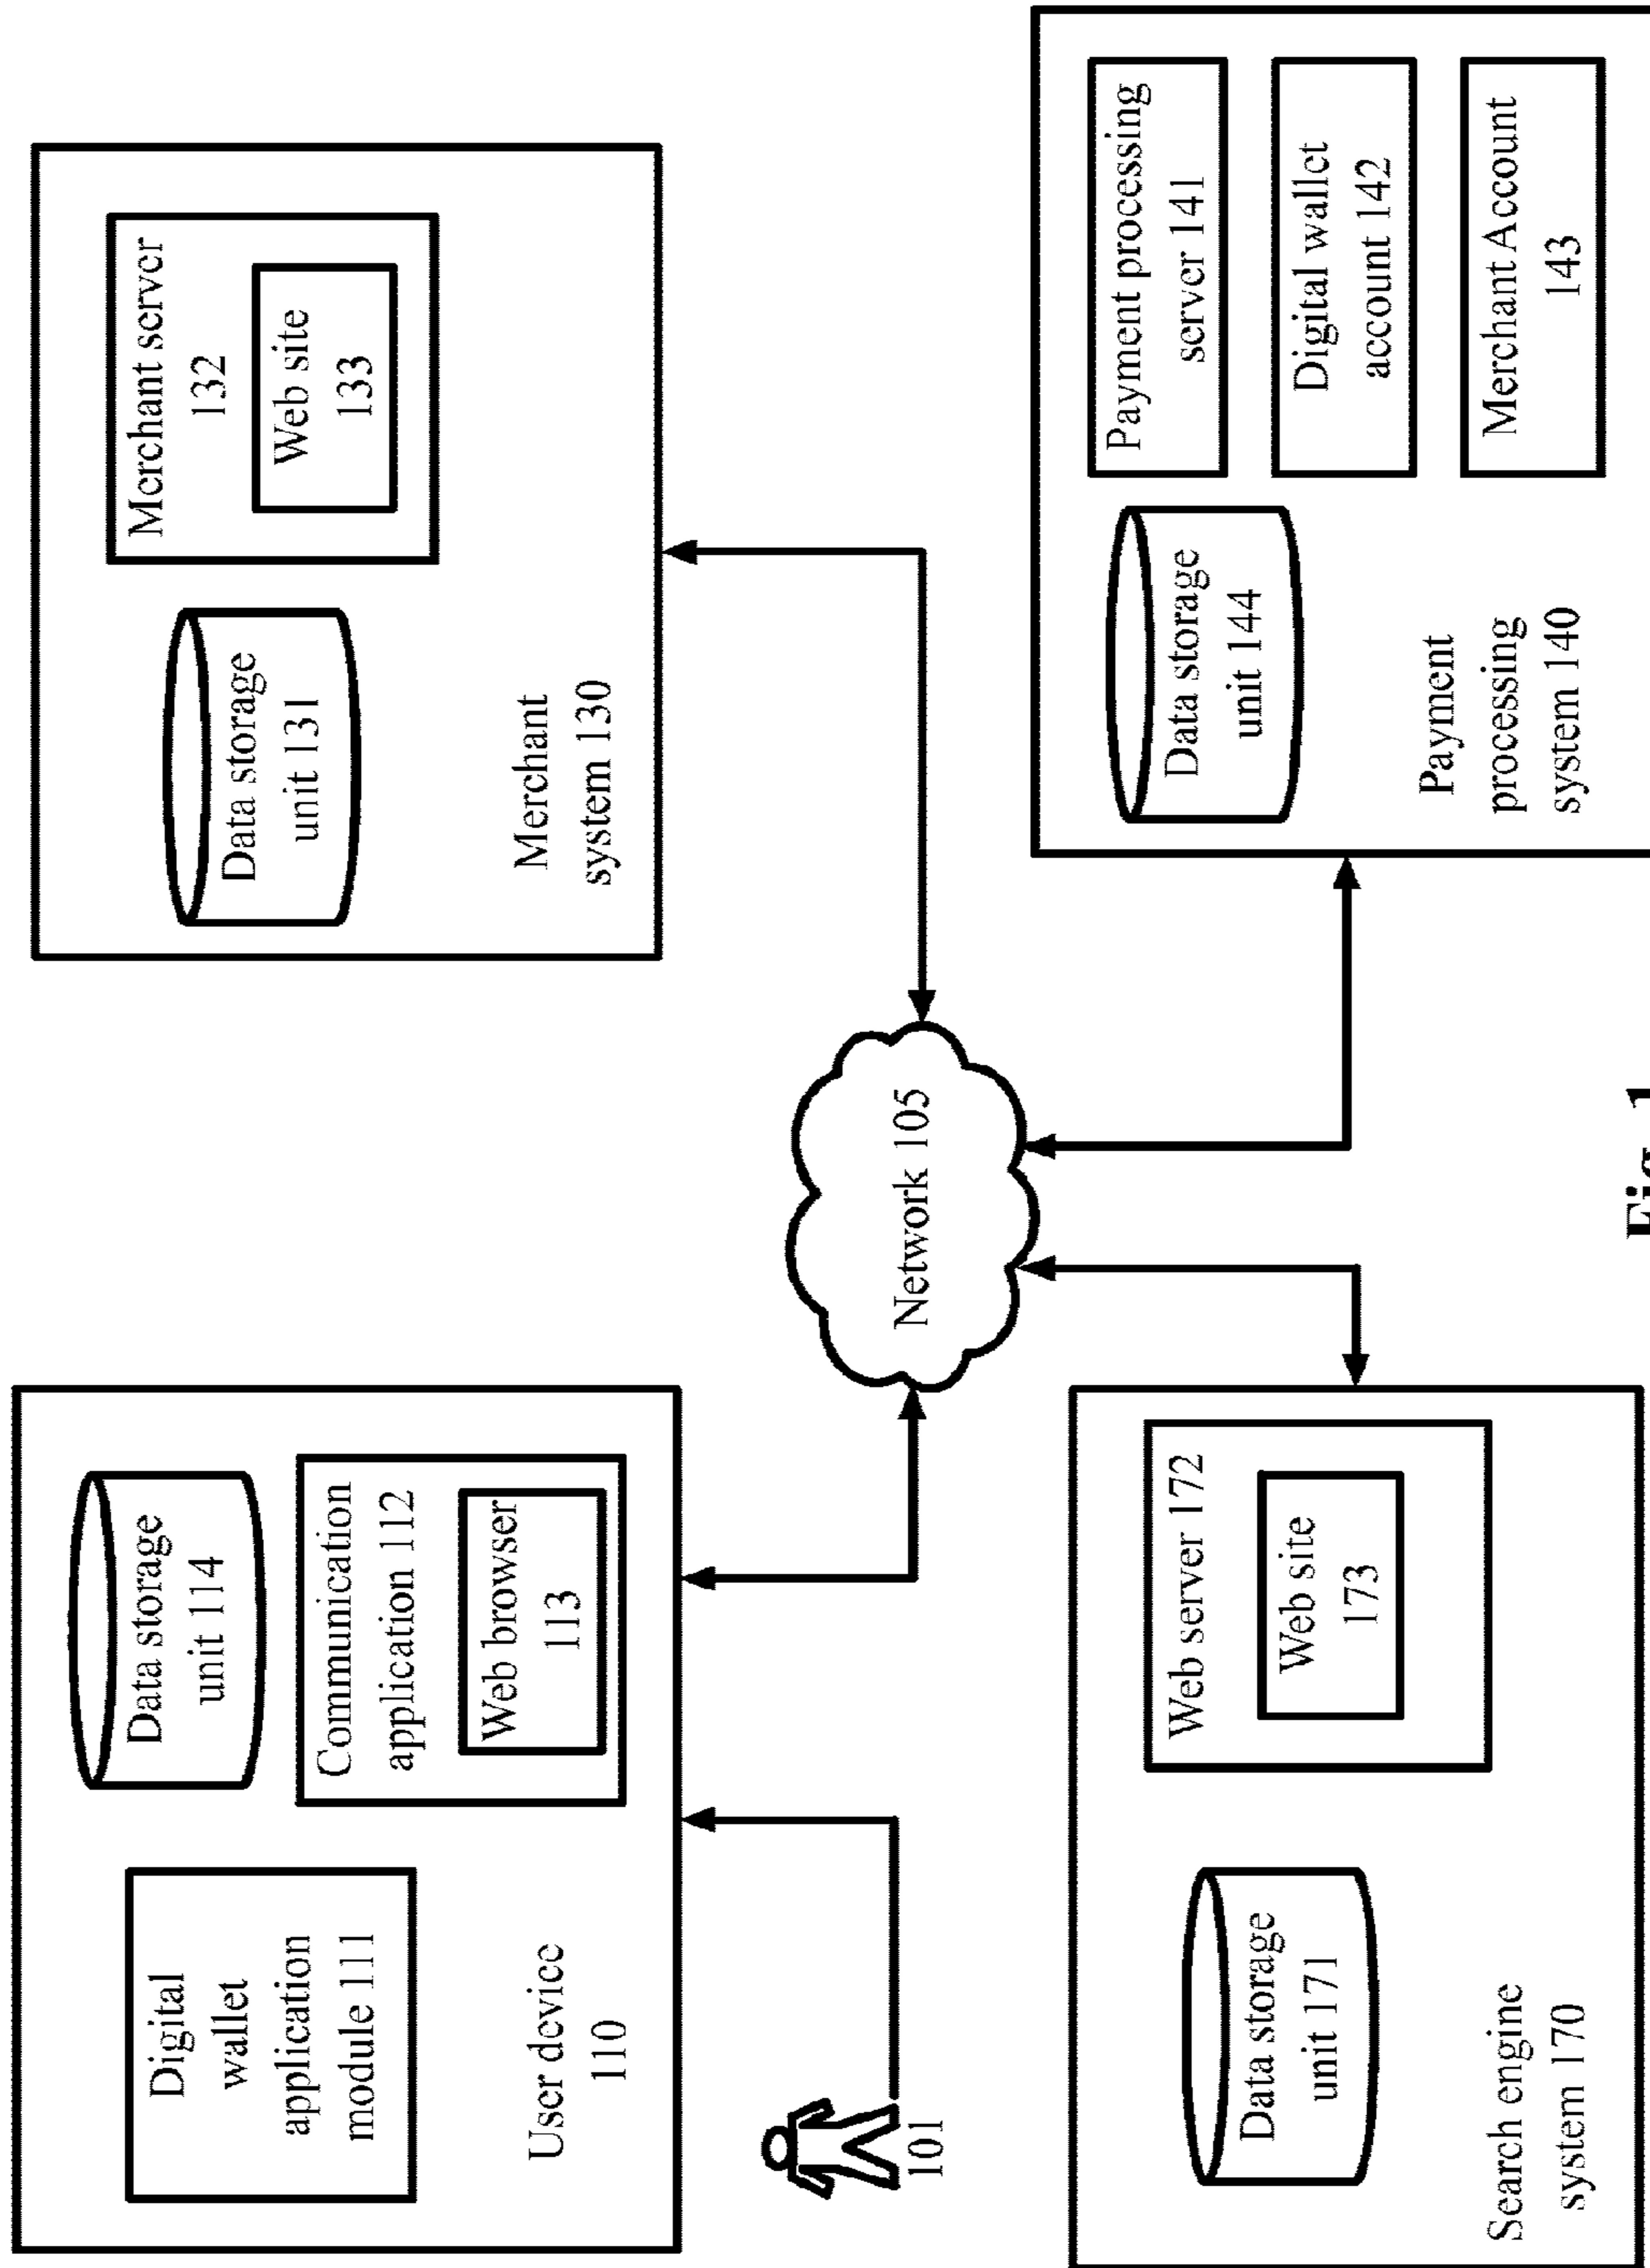 Digital
wallet
application
module 111
Data storage
unit 114
Communication
application 112
Web browser
113
User device
110
101
Data storage
unit 131
Merchant server
132
Web site
133
Merchant
system 130
Network 105
Data storage
unit 171
Web server 172
Web site
173
Search engine
system 170
Data storage
unit 144
Payment processing
server 141
Digital wallet
account 142
Merchant Account
143
Payment
processing
system 140
Fig. 1